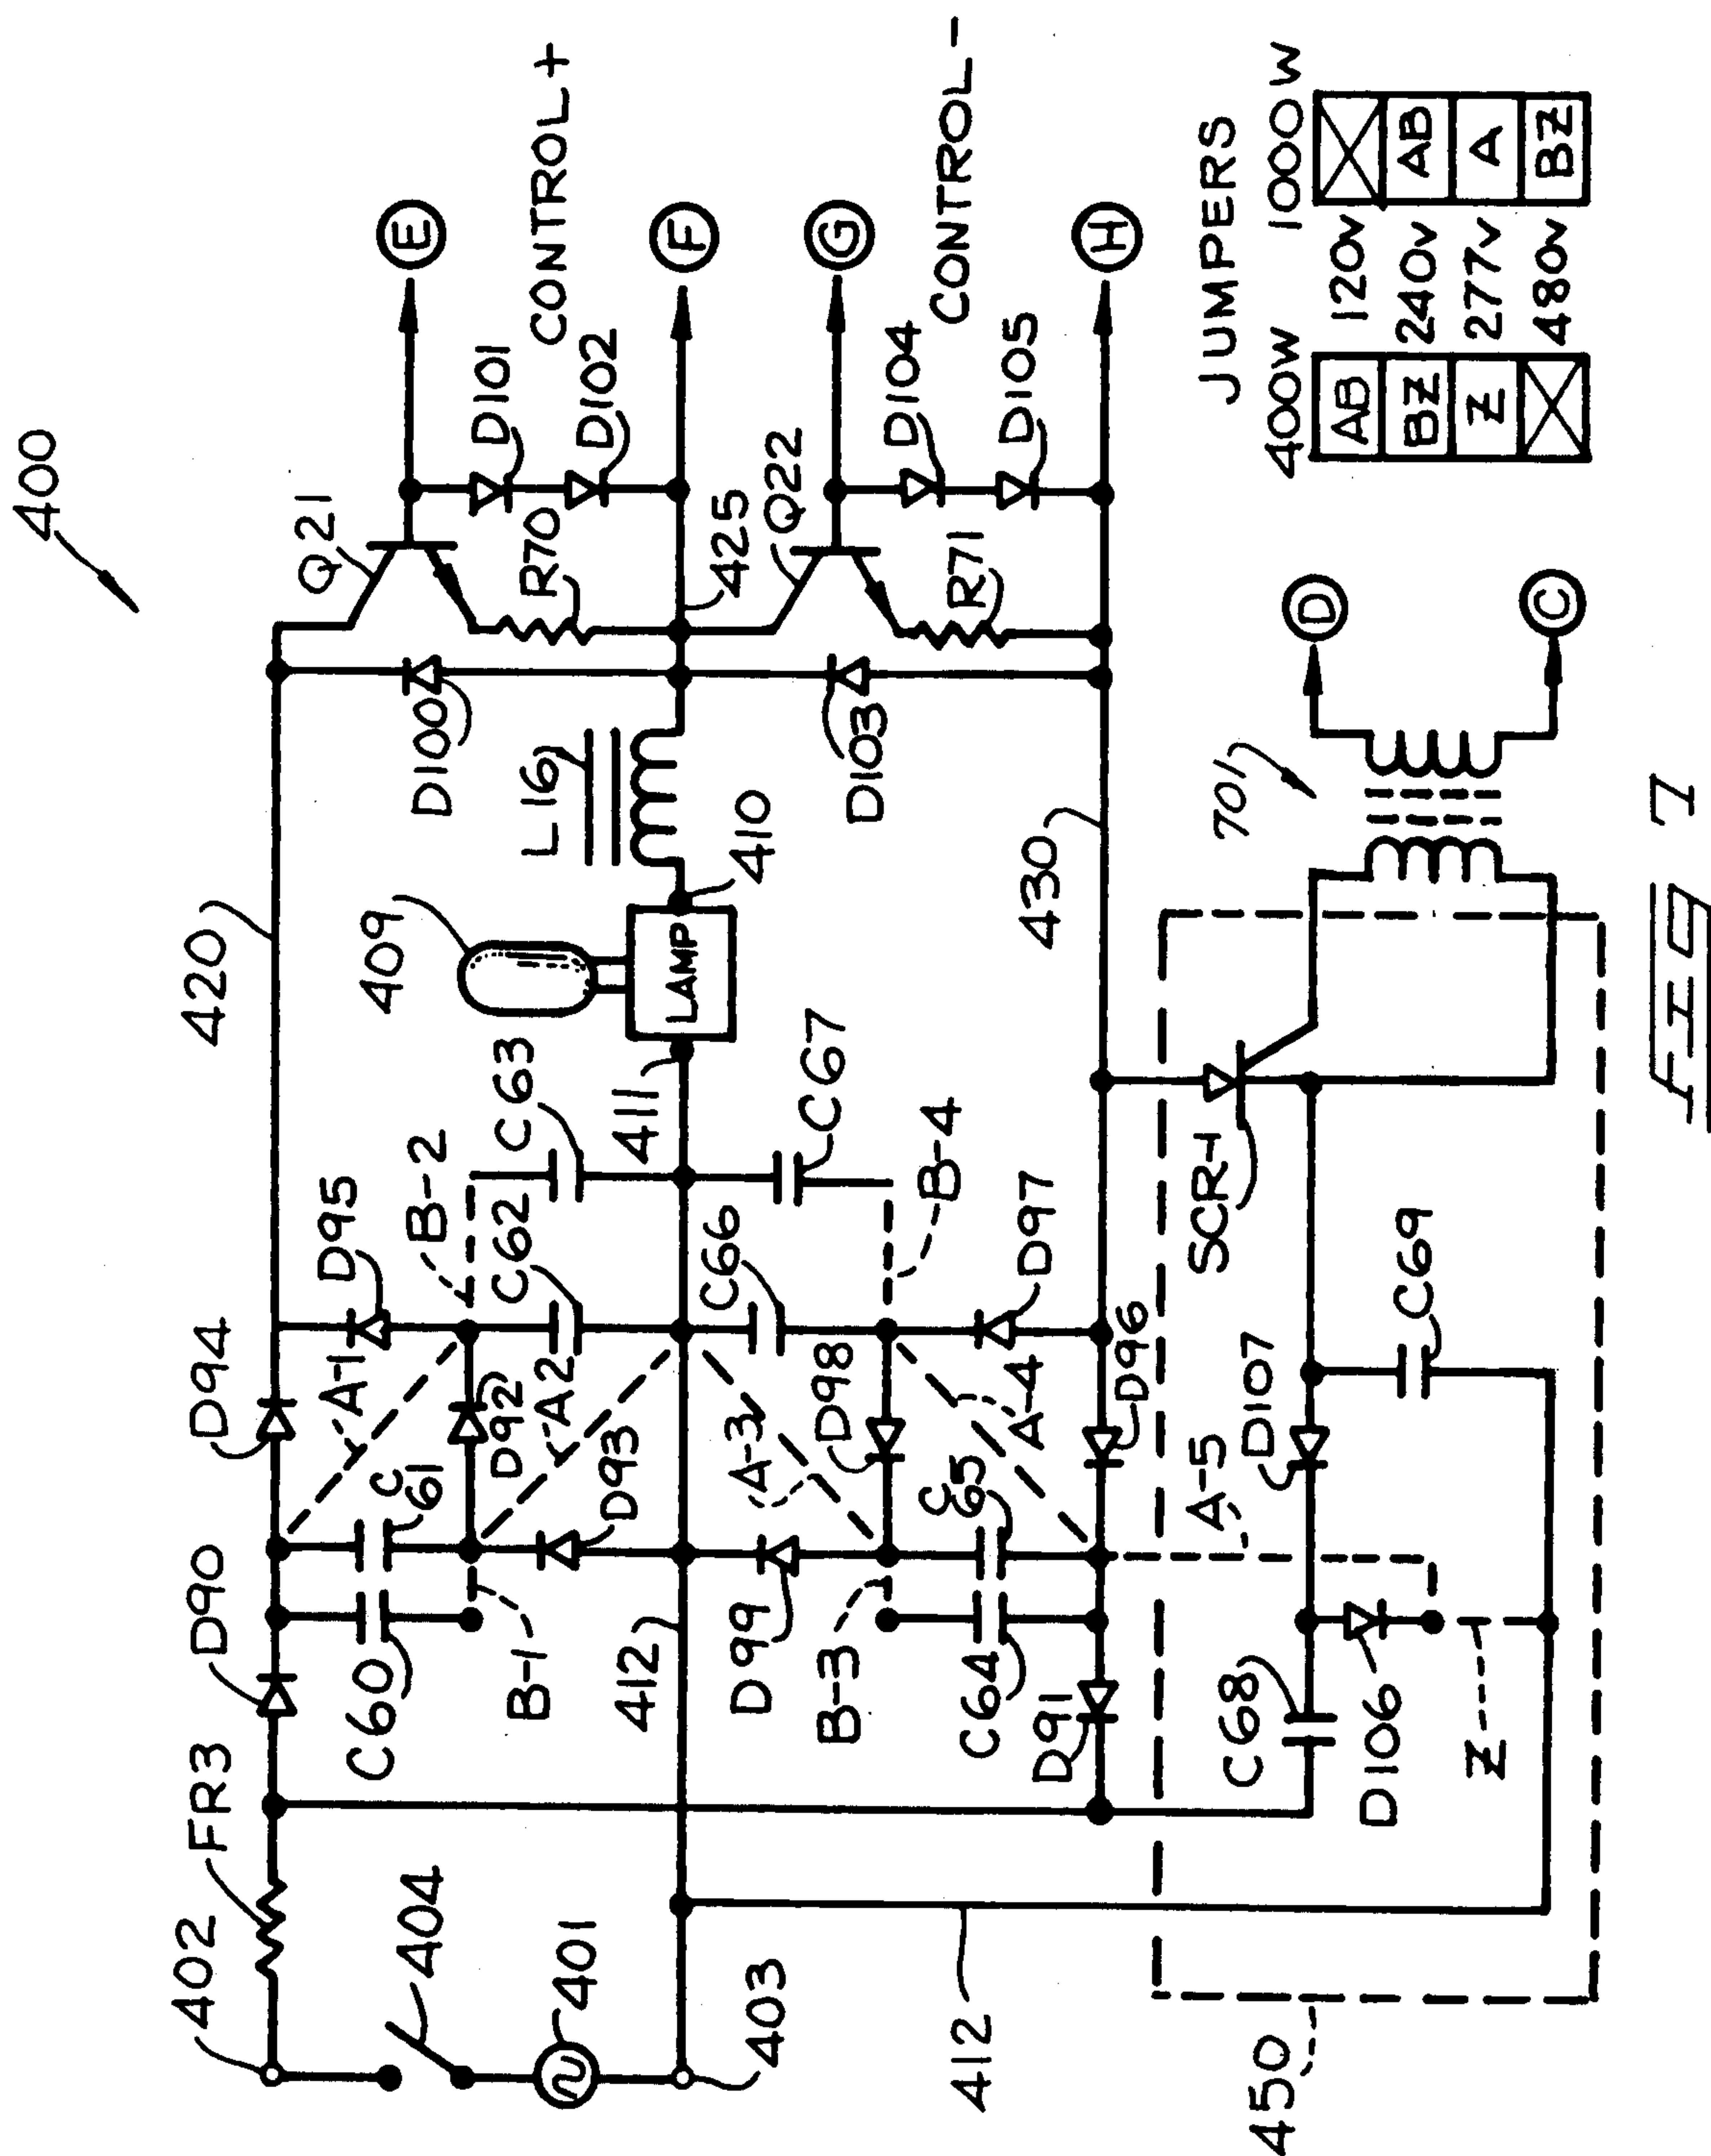 400
402
FR3
D90
D94
420
Q21
E
CONTROL+
D101
D102
R70
D100
L16
409
LAMP
410
411
C63
B-2
D95
A-1
C62
C61
D92
A2
D93
C60
B-1
404
401
403
412
425
F
Q22
G
CONTROL-
D104
D105
R71
D103
H
430
C67
B-4
C66
D97
D98
A-3
A-4
C65
D96
D99
B-3
C64
D91
A-5
D107
C69
SCR-1
C68
D106
Z
412
450
701
D
C
JUMPERS
400W 1000W
AB 120V
BZ 240V AB
Z 277V A
480V BZ
FIG 7